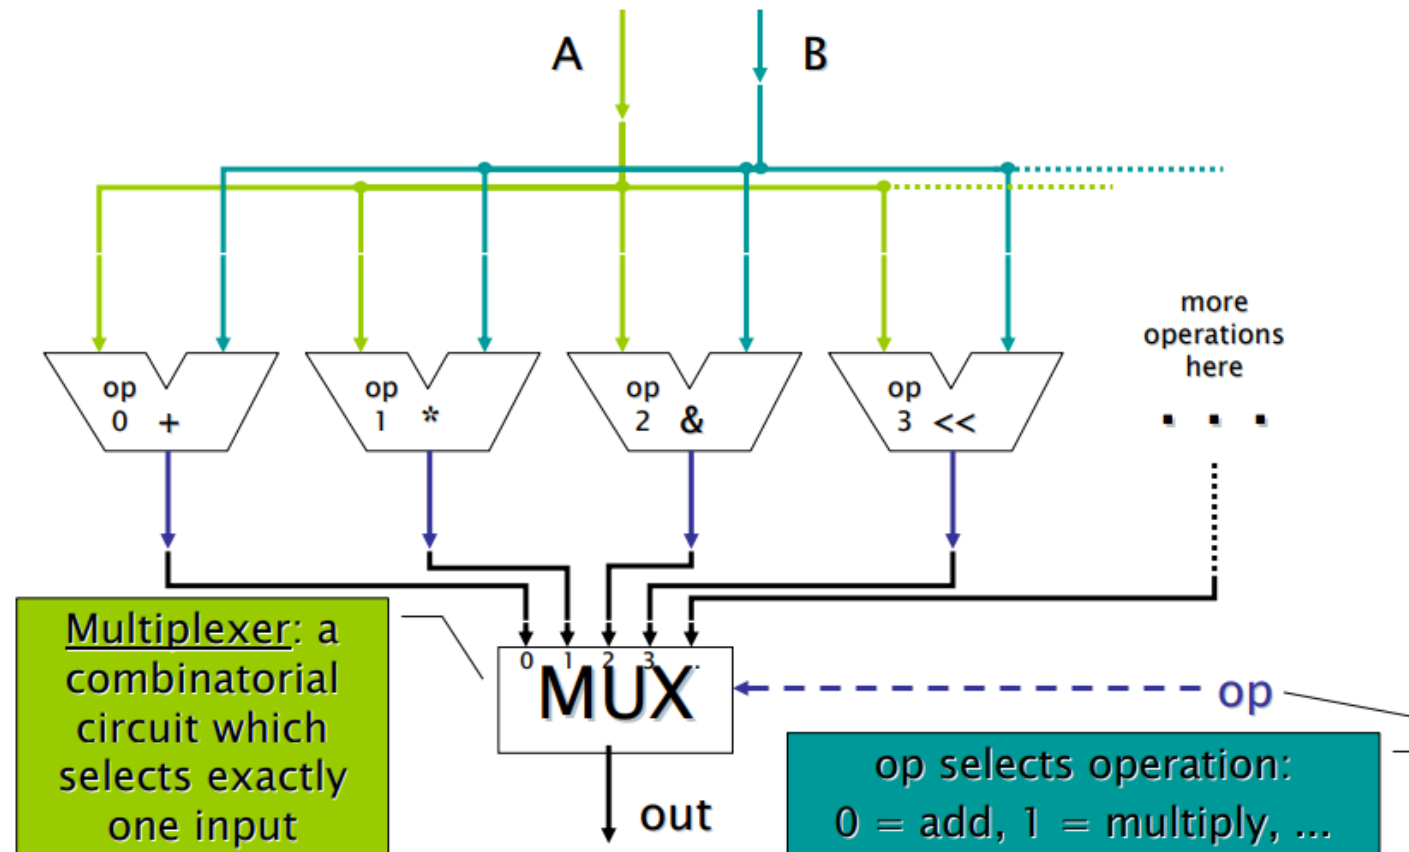 A
B
more
operations
here
. . .
op
0 +
op
1 *
op
2 &
op
3 <<
0 1 2 3 ..
MUX
op
Multiplexer: a
combinatorial
circuit which
selects exactly
one input
op selects operation:
0 = add, 1 = multiply, ...
out